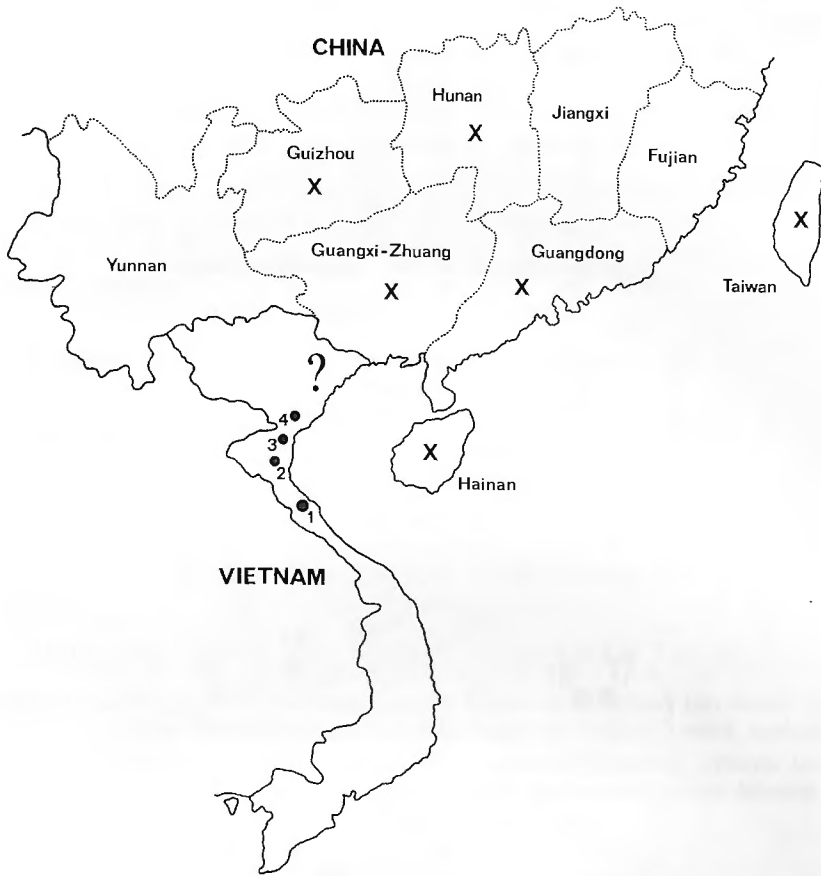 CHINA
Hunan
X
Jiangxi
Guizhou
X
Fujian
X
Yunnan
Guangxi-Zhuang
X
Guangdong
X
Taiwan
?
4
3
2
X
Hainan
1
VIETNAM